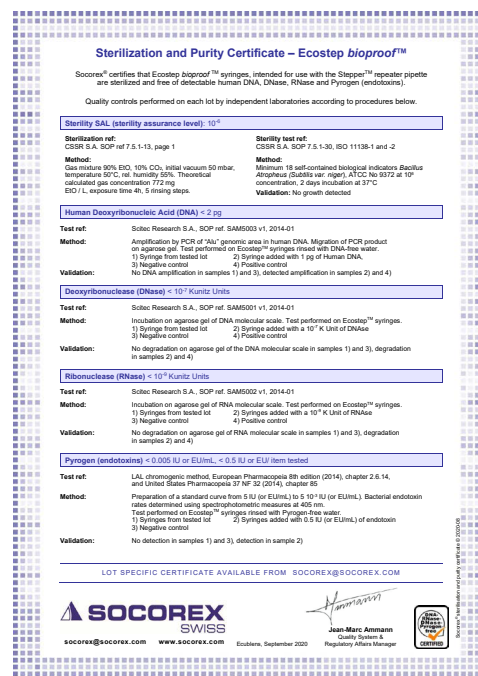 Sterilization and Purity Certificate – Ecostep bioproof™
Socorex® certifies that Ecostep bioproof ™ syringes, intended for use with the Stepper™ repeater pipette
are sterilized and free of detectable human DNA, DNase, RNase and Pyrogen (endotoxins).
Quality controls performed on each lot by independent laboratories according to procedures below.
Sterility SAL (sterility assurance level): 10⁻⁶
Sterilization ref:
CSSR S.A. SOP ref 7.5.1-13, page 1
Method:
Gas mixture 90% EtO, 10% CO₂, initial vacuum 50 mbar,
temperature 50°C, rel. humidity 55%. Theoretical
calculated gas concentration 772 mg
EtO / L, exposure time 4h, 5 rinsing steps.
Sterility test ref:
CSSR S.A. SOP 7.5.1-30, ISO 11138-1 and -2
Method:
Minimum 18 self-contained biological indicators Bacillus
Atropheus (Subtilis var. niger), ATCC No 9372 at 10⁶
concentration, 2 days incubation at 37°C
Validation: No growth detected
Human Deoxyribonucleic Acid (DNA) < 2 pg
Test ref: Scitec Research S.A., SOP ref. SAM5003 v1, 2014-01
Method: Amplification by PCR of "Alu" genomic area in human DNA. Migration of PCR product
on agarose gel. Test performed on Ecostep™ syringes rinsed with DNA-free water.
1) Syringe from tested lot 2) Syringe added with 1 pg of Human DNA,
3) Negative control 4) Positive control
Validation: No DNA amplification in samples 1) and 3), detected amplification in samples 2) and 4)
Deoxyribonuclease (DNase) < 10⁻⁷ Kunitz Units
Test ref: Scitec Research S.A., SOP ref. SAM5001 v1, 2014-01
Method: Incubation on agarose gel of DNA molecular scale. Test performed on Ecostep™ syringes.
1) Syringe from tested lot 2) Syringe added with a 10⁻⁷ K Unit of DNAse
3) Negative control 4) Positive control
Validation: No degradation on agarose gel of the DNA molecular scale in samples 1) and 3), degradation
in samples 2) and 4)
Ribonuclease (RNase) < 10⁻⁹ Kunitz Units
Test ref: Scitec Research S.A., SOP ref. SAM5002 v1, 2014-01
Method: Incubation on agarose gel of RNA molecular scale. Test performed on Ecostep™ syringes.
1) Syringes from tested lot 2) Syringes added with a 10⁻⁹ K Unit of RNAse
3) Negative control 4) Positive control
Validation: No degradation on agarose gel of RNA molecular scale in samples 1) and 3), degradation
in samples 2) and 4)
Pyrogen (endotoxins) < 0.005 IU or EU/mL, < 0.5 IU or EU/ item tested
Test ref: LAL chromogenic method, European Pharmacopeia 8th edition (2014), chapter 2.6.14,
and United States Pharmacopeia 37 NF 32 (2014), chapter 85
Method: Preparation of a standard curve from 5 IU (or EU/mL) to 5 10⁻³ IU (or EU/mL). Bacterial endotoxin
rates determined using spectrophotometric measures at 405 nm.
Test performed on Ecostep™ syringes rinsed with Pyrogen-free water.
1) Syringes from tested lot 2) Syringes added with 0.5 IU (or EU/mL) of endotoxin
3) Negative control
Validation: No detection in samples 1) and 3), detection in sample 2)
LOT SPECIFIC CERTIFICATE AVAILABLE FROM SOCOREX@SOCOREX.COM
SOCOREX
SWISS
socorex@socorex.com www.socorex.com
Ecublens, September 2020
Jean-Marc Ammann
Quality System &
Regulatory Affairs Manager
DNA-
RNase-
DNase-
Pyrogen
free
CERTIFIED
Socorex® sterilization and purity certificate © 2020-08